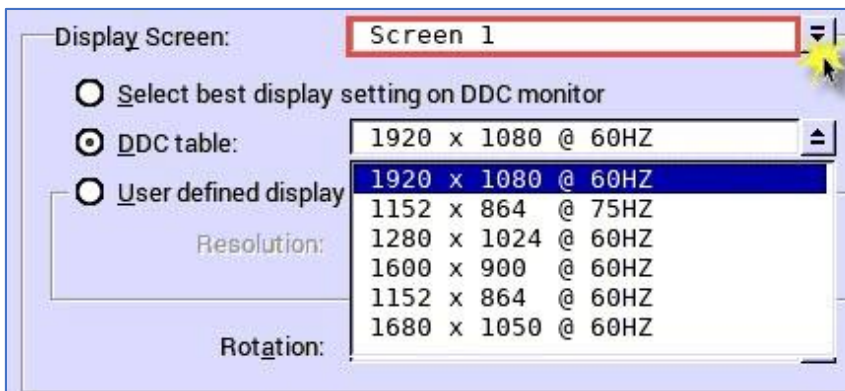 Display Screen: Screen 1
Select best display setting on DDC monitor
DDC table: 1920 x 1080 @ 60HZ
1920 x 1080 @ 60HZ
User defined display
1152 x 864 @ 75HZ
1280 x 1024 @ 60HZ
Resolution:
1600 x 900 @ 60HZ
1152 x 864 @ 60HZ
1680 x 1050 @ 60HZ
Rotation: